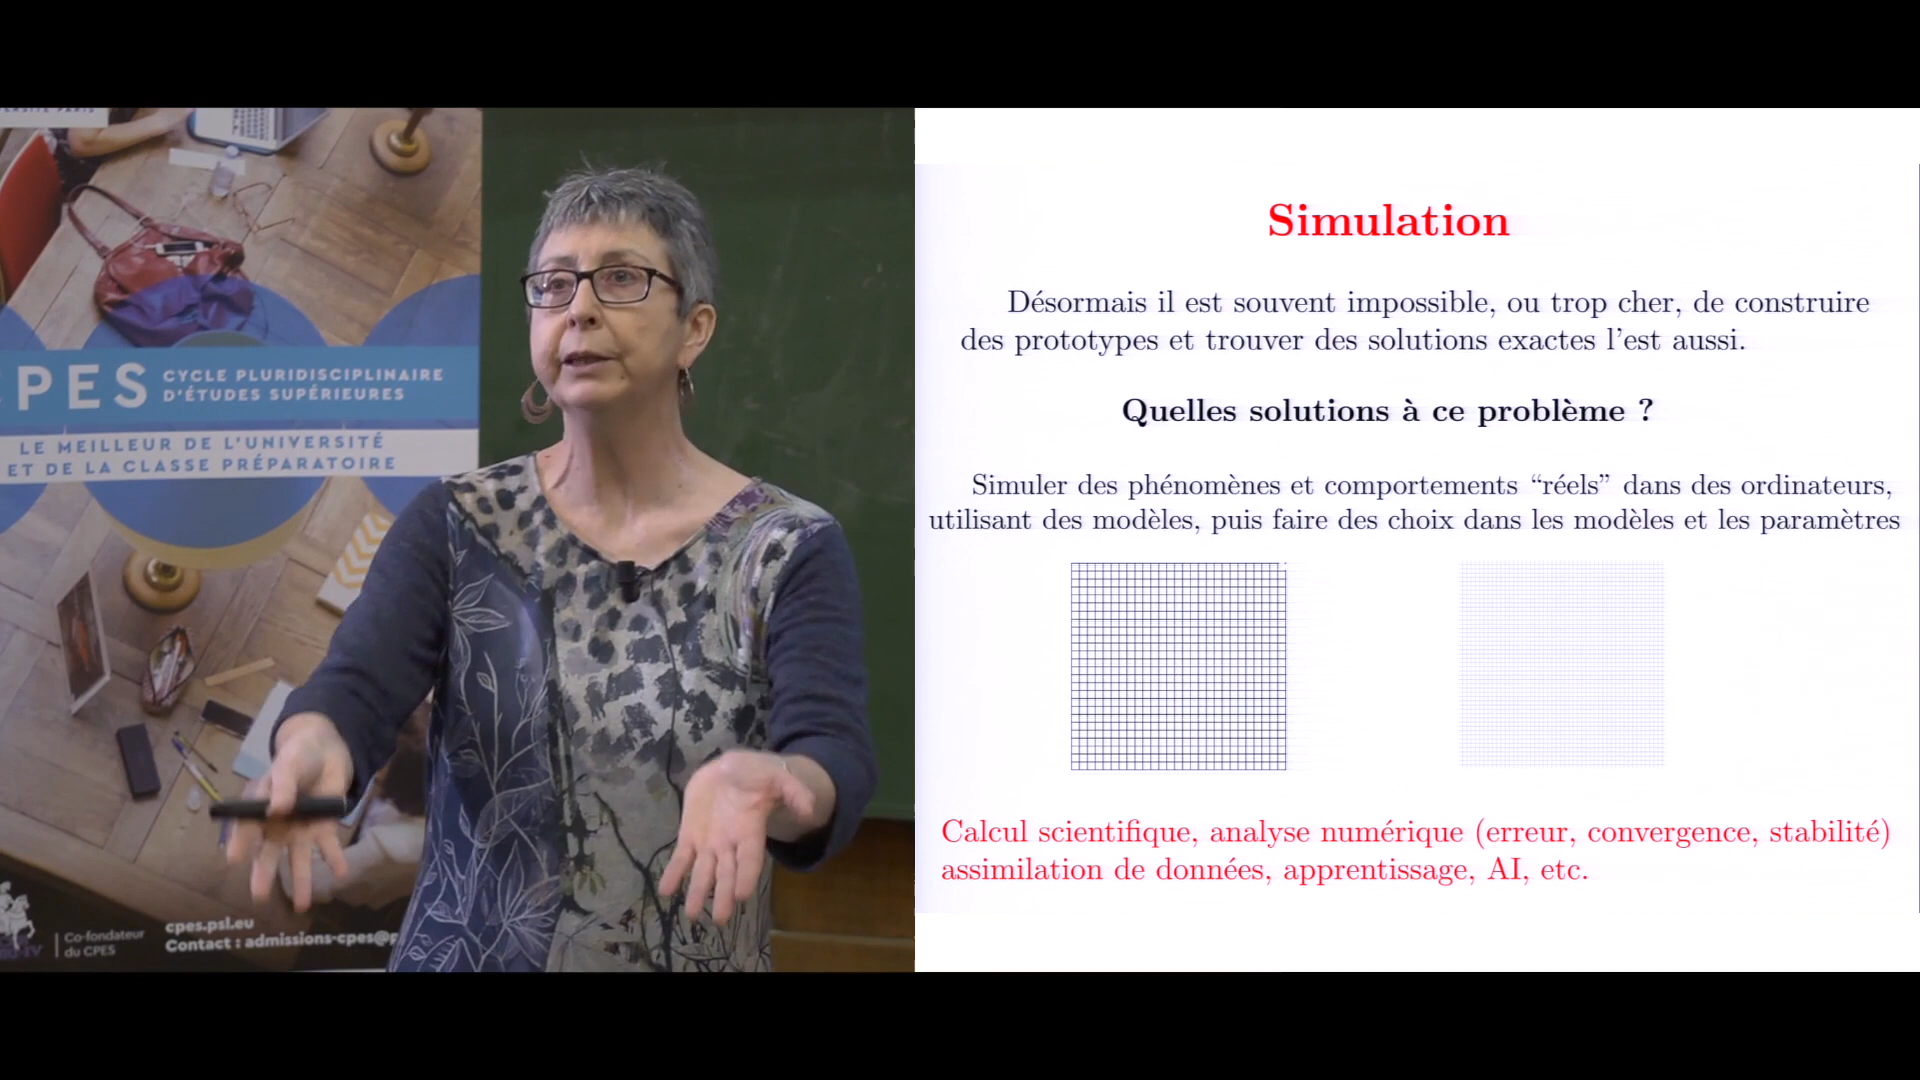 CPES
CYCLE PLURIDISCIPLINAIRE
D'ÉTUDES SUPÉRIEURES
LE MEILLEUR DE L'UNIVERSITÉ
ET DE LA CLASSE PRÉPARATOIRE
Co-fondateur
du CPES
cpes.psl.eu
Contact : admissions-cpes@p
Simulation
Désormais il est souvent impossible, ou trop cher, de construire
des prototypes et trouver des solutions exactes l'est aussi.
Quelles solutions à ce problème ?
Simuler des phénomènes et comportements “réels” dans des ordinateurs,
utilisant des modèles, puis faire des choix dans les modèles et les paramètres
Calcul scientifique, analyse numérique (erreur, convergence, stabilité)
assimilation de données, apprentissage, AI, etc.